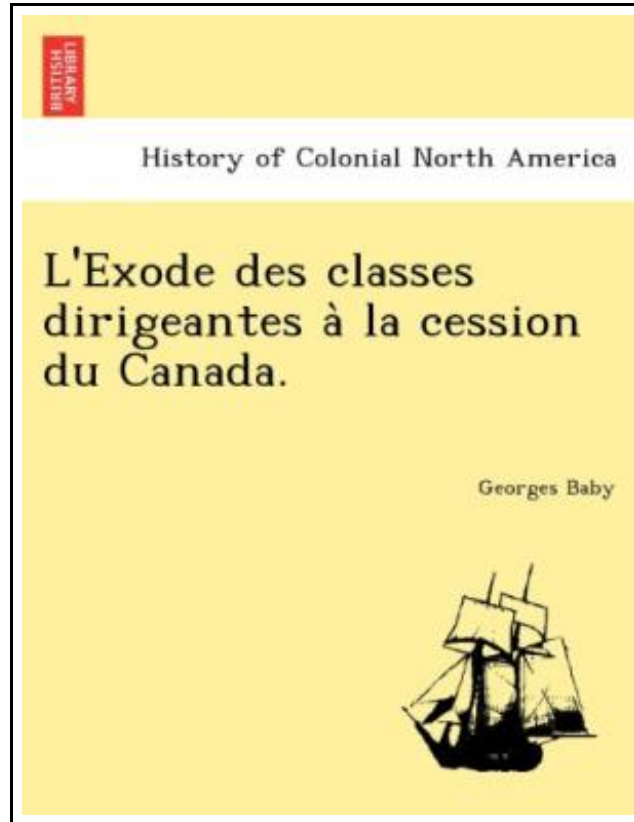 BRITISH
LIBRARY
History of Colonial North America
L'Exode des classes
dirigeantes à la cession
du Canada.
Georges Baby